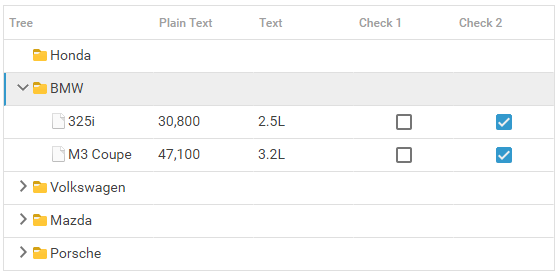 Tree Plain Text Text Check 1 Check 2
Honda
BMW
325i 30,800 2.5L
M3 Coupe 47,100 3.2L
Volkswagen
Mazda
Porsche